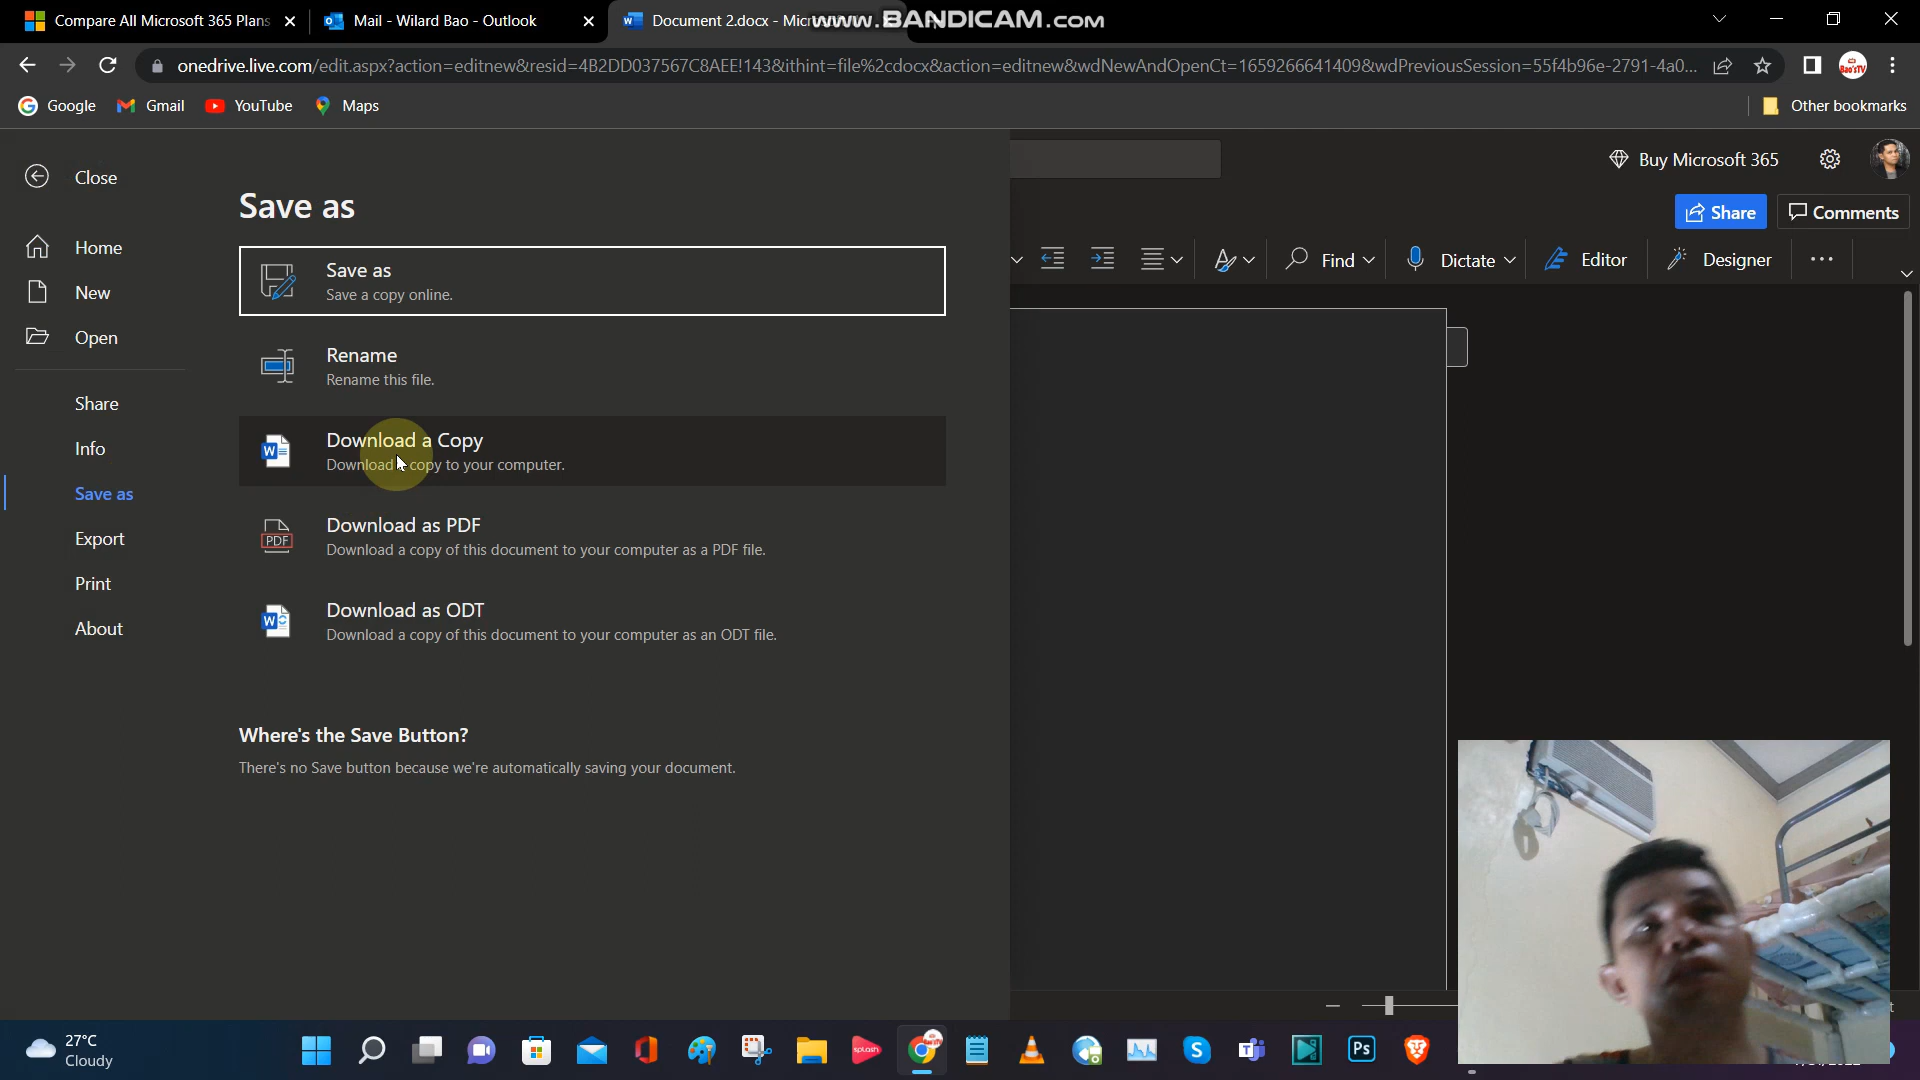 Compare All Microsoft 365 Plans
Mail - Wilard Bao - Outlook
Document 2.docx - Mic
www.BANDICAM.com
onedrive.live.com/edit.aspx?action=editnew&resid=4B2DD037567C8AEE!143&ithint=file%2cdocx&action=editnew&wdNewAndOpenCt=1659266641409&wdPreviousSession=55f4b96e-2791-4a0...
Google
Gmail
YouTube
Maps
Other bookmarks
Close
Buy Microsoft 365
Save as
Share
Comments
Home
New
Open
Share
Info
Save as
Export
Print
About
Save as
Save a copy online.
Rename
Rename this file.
Download a Copy
Download a copy to your computer.
Download as PDF
Download a copy of this document to your computer as a PDF file.
Download as ODT
Download a copy of this document to your computer as an ODT file.
Where's the Save Button?
There's no Save button because we're automatically saving your document.
Find
Dictate
Editor
Designer
PDF
27°C
Cloudy
splash
Ps